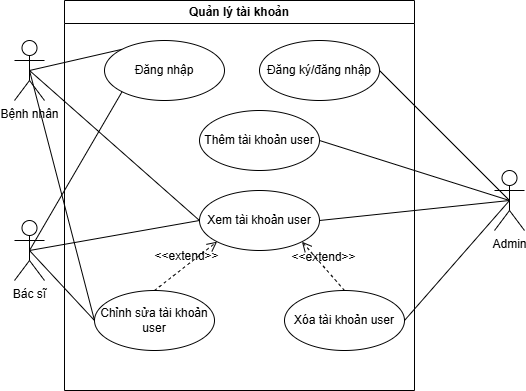 Quản lý tài khoản
Đăng nhập
Đăng ký/đăng nhập
Bệnh nhân
Thêm tài khoản user
Xem tài khoản user
Admin
<<extend>>
<<extend>>
Bác sĩ
Chỉnh sửa tài khoản
user
Xóa tài khoản user